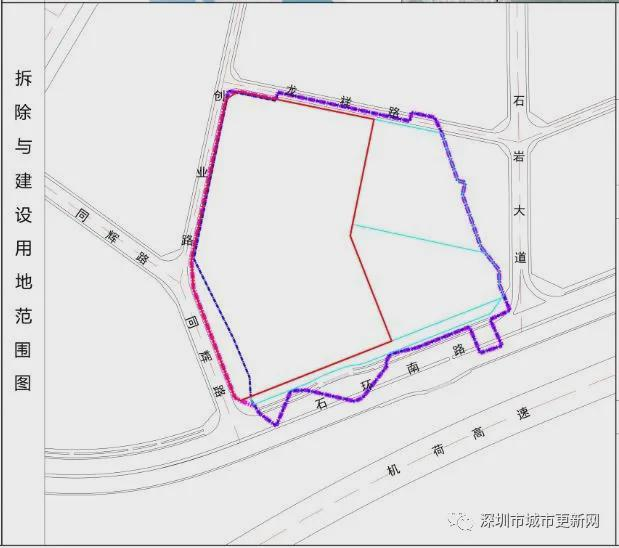 拆除与建设用地范围图
创业路
龙祥路
石岩大道
同辉路
同辉路
石环南路
机荷高速
深圳市城市更新网